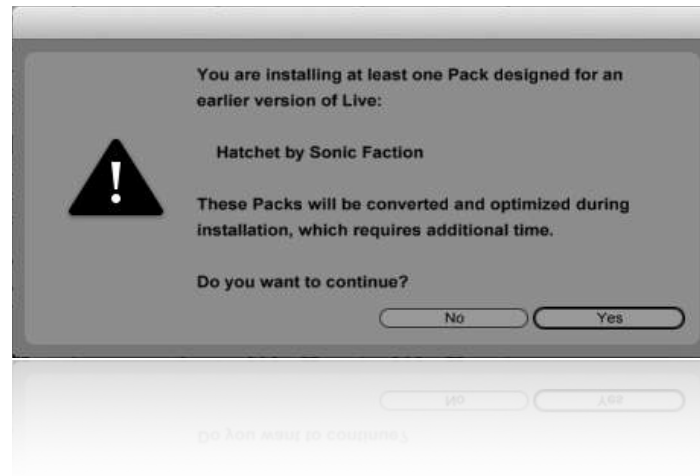 You are installing at least one Pack designed for an
earlier version of Live:
Hatchet by Sonic Faction
These Packs will be converted and optimized during
installation, which requires additional time.
Do you want to continue?
No
Yes